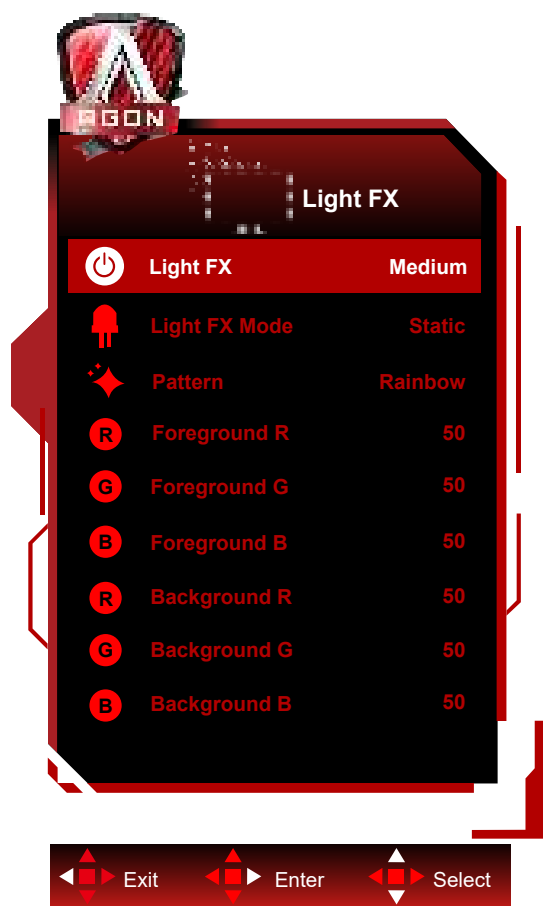 AGON
Light FX
Light FX Medium
Light FX Mode Static
Pattern Rainbow
R Foreground R 50
G Foreground G 50
B Foreground B 50
R Background R 50
G Background G 50
B Background B 50
Exit Enter Select